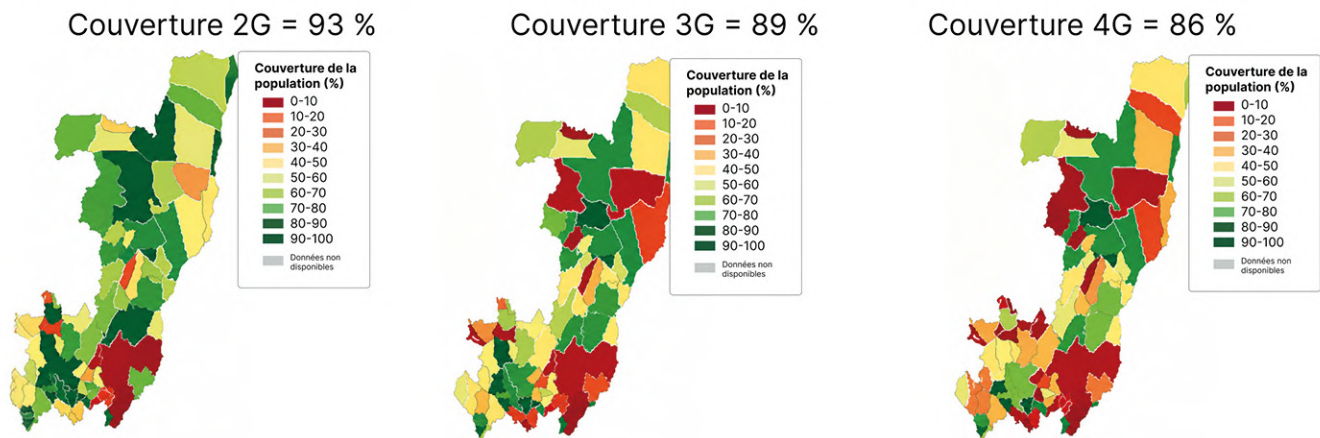 Couverture 2G = 93 %
Couverture de la
population (%)
0-10
10-20
20-30
30-40
40-50
50-60
60-70
70-80
80-90
90-100
Données non
disponibles
Couverture 3G = 89 %
Couverture de la
population (%)
0-10
10-20
20-30
30-40
40-50
50-60
60-70
70-80
80-90
90-100
Données non
disponibles
Couverture 4G = 86 %
Couverture de la
population (%)
0-10
10-20
20-30
30-40
40-50
50-60
60-70
70-80
80-90
90-100
Données non
disponibles